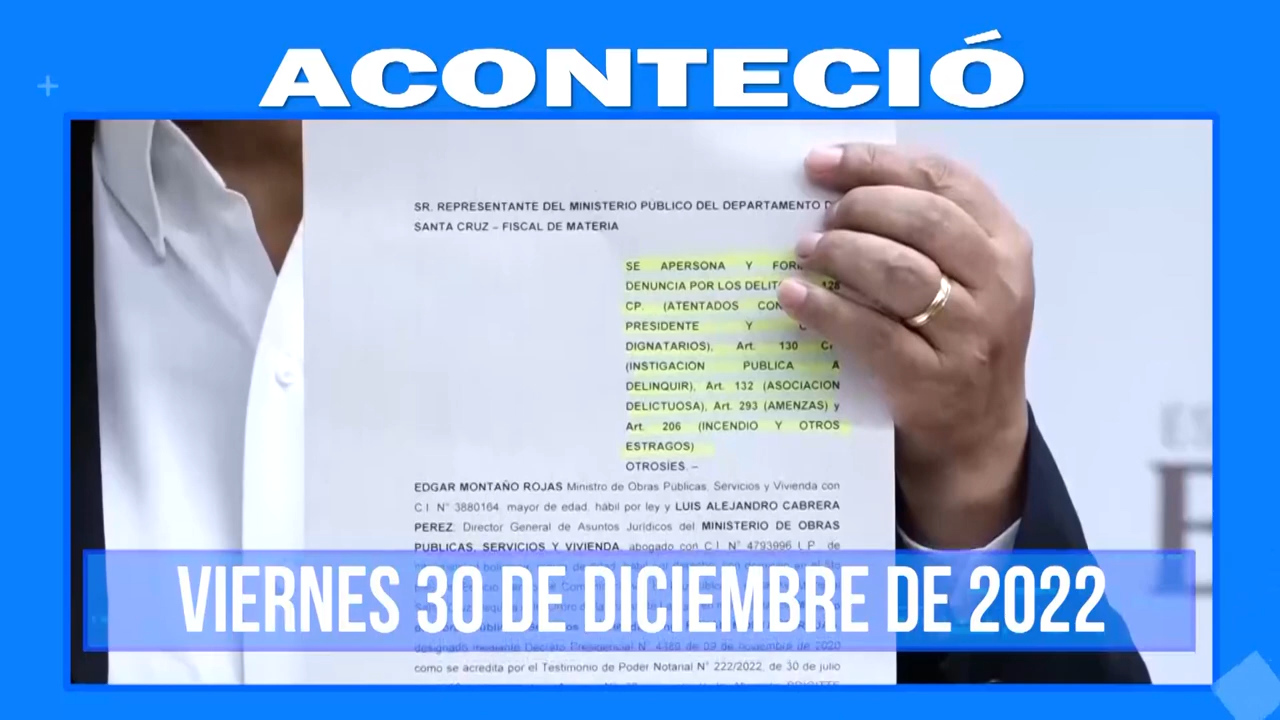 ACONTECIÓ
SR. REPRESENTANTE DEL MINISTERIO PÚBLICO DEL DEPARTAMENTO
SANTA CRUZ – FISCAL DE MATERIA
SE APERSONA Y
DENUNCIA POR LOS 128
CP. (ATENTADOS
PRESIDENTE Y
DIGNATARIOS), Art. 130
(INSTIGACION PUBLICA A
DELINQUIR), Art. 132 (ASOCIACION
DELICTUOSA), Art. 293 (AMENZAS) y
Art. 206 (INCENDIO Y OTROS
ESTRAGOS)
OTROSÍES. –
EDGAR MONTAÑO ROJAS Ministro de Obras Públicas, Servicios y Vivienda con
C.I. N° 3880164, mayor de edad, hábil por ley y LUIS ALEJANDRO CABRERA
PEREZ, Director General de Asuntos Jurídicos del MINISTERIO DE OBRAS
PUBLICAS, SERVICIOS Y VIVIENDA, abogado con C.I. N° 4793996 L.P. de
VIERNES 30 DE DICIEMBRE DE 2022
designado mediante Decreto Presidencial N° 4389 de 09 de noviembre de 2020
como se acredita por el Testimonio de Poder Notarial N° 222/2022, de 30 de julio